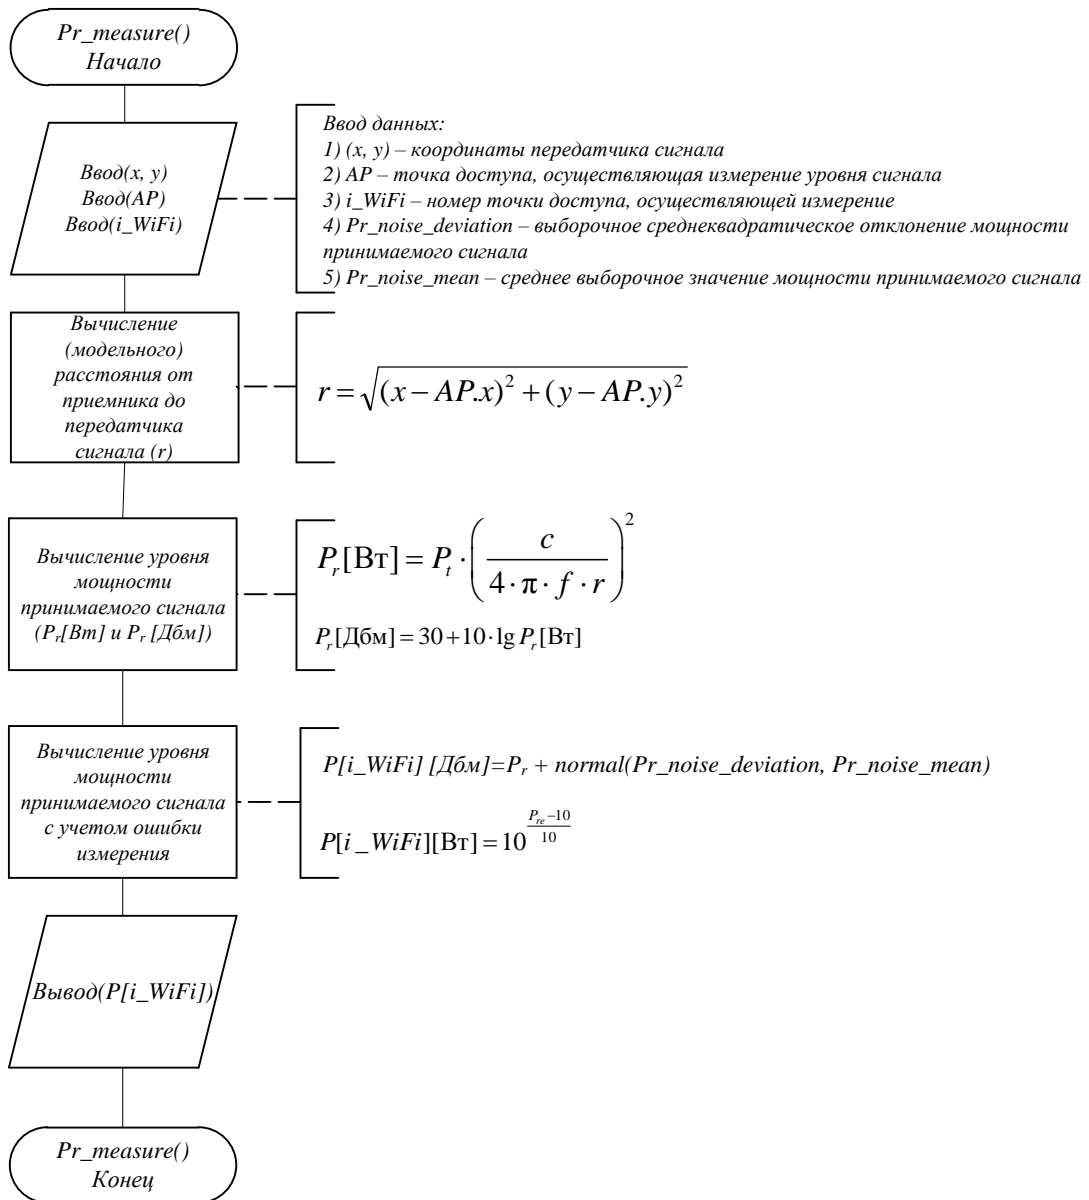 Pr_measure()
Начало
Ввод(x, y)
Ввод(AP)
Ввод(i_WiFi)
Ввод данных:
1) (x, y) – координаты передатчика сигнала
2) AP – точка доступа, осуществляющая измерение уровня сигнала
3) i_WiFi – номер точки доступа, осуществляющей измерение
4) Pr_noise_deviation – выборочное среднеквадратическое отклонение мощности
принимаемого сигнала
5) Pr_noise_mean – среднее выборочное значение мощности принимаемого сигнала
Вычисление
(модельного)
расстояния от
приемника до
передатчика
сигнала (r)
r = √((x − AP.x)² + (y − AP.y)²)
Вычисление уровня
мощности
принимаемого сигнала
(Pᵣ[Вт] и Pᵣ [Дбм])
Pᵣ[Вт] = Pₜ · (c / (4 · π · f · r))²
Pᵣ[Дбм] = 30 + 10 · lg Pᵣ[Вт]
Вычисление уровня
мощности
принимаемого сигнала
с учетом ошибки
измерения
P[i_WiFi] [Дбм]=Pᵣ + normal(Pr_noise_deviation, Pr_noise_mean)
P[i _ WiFi][Вт] = 10^((P_re − 10) / 10)
Вывод(P[i_WiFi])
Pr_measure()
Конец